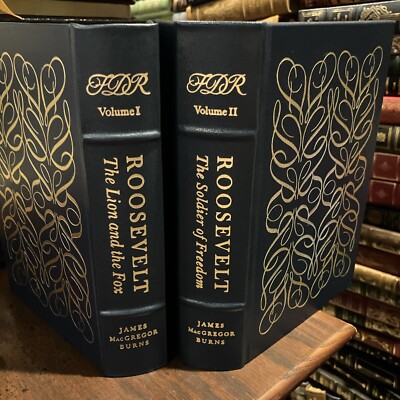 FDR
Volume I
ROOSEVELT
The Lion and the Fox
JAMES
MACGREGOR
BURNS
FDR
Volume II
ROOSEVELT
The Soldier of Freedom
JAMES
MACGREGOR
BURNS